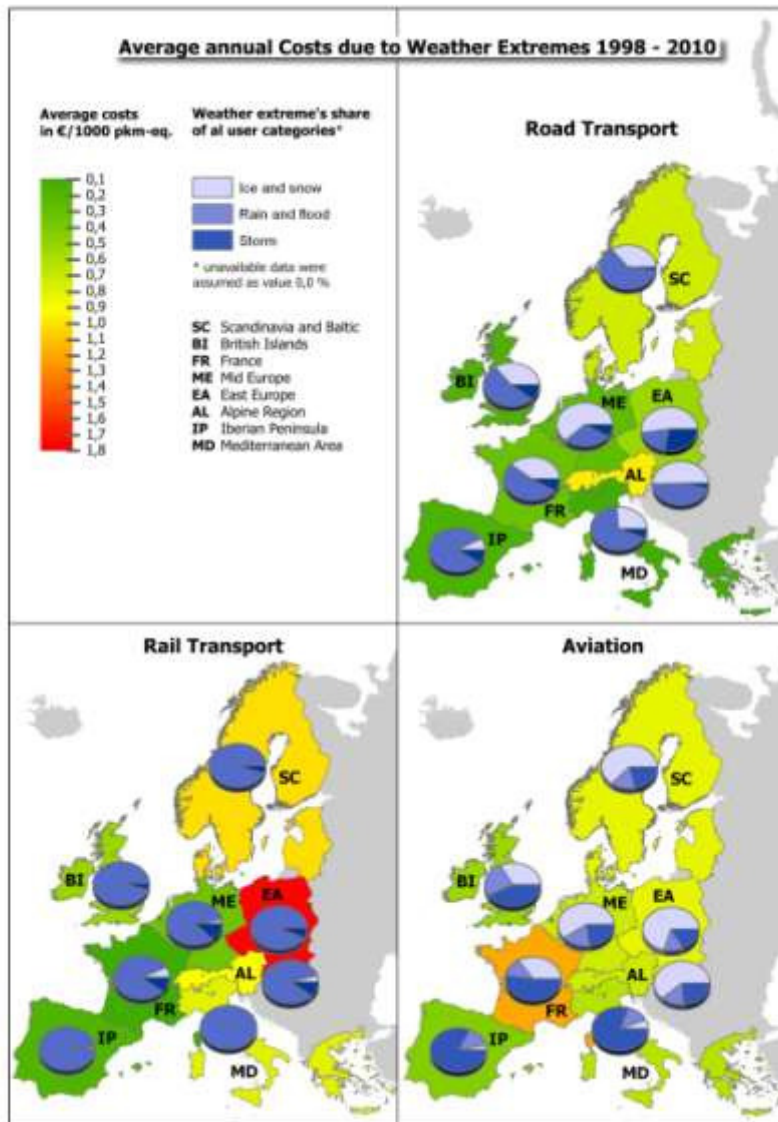 Average annual Costs due to Weather Extremes 1998 - 2010
Average costs
in €/1000 pkm-eq.
0,1
0,2
0,3
0,4
0,5
0,6
0,7
0,8
0,9
1,0
1,1
1,2
1,3
1,4
1,5
1,6
1,7
1,8
Weather extreme's share
of al user categories*
Ice and snow
Rain and flood
Storm
* unavailable data were
assumed as value 0,0 %
SC Scandinavia and Baltic
BI British Islands
FR France
ME Mid Europe
EA East Europe
AL Alpine Region
IP Iberian Peninsula
MD Mediterranean Area
Road Transport
SC
BI
ME
EA
AL
FR
IP
MD
Rail Transport
SC
BI
ME
EA
AL
FR
IP
MD
Aviation
SC
BI
ME
EA
AL
FR
IP
MD